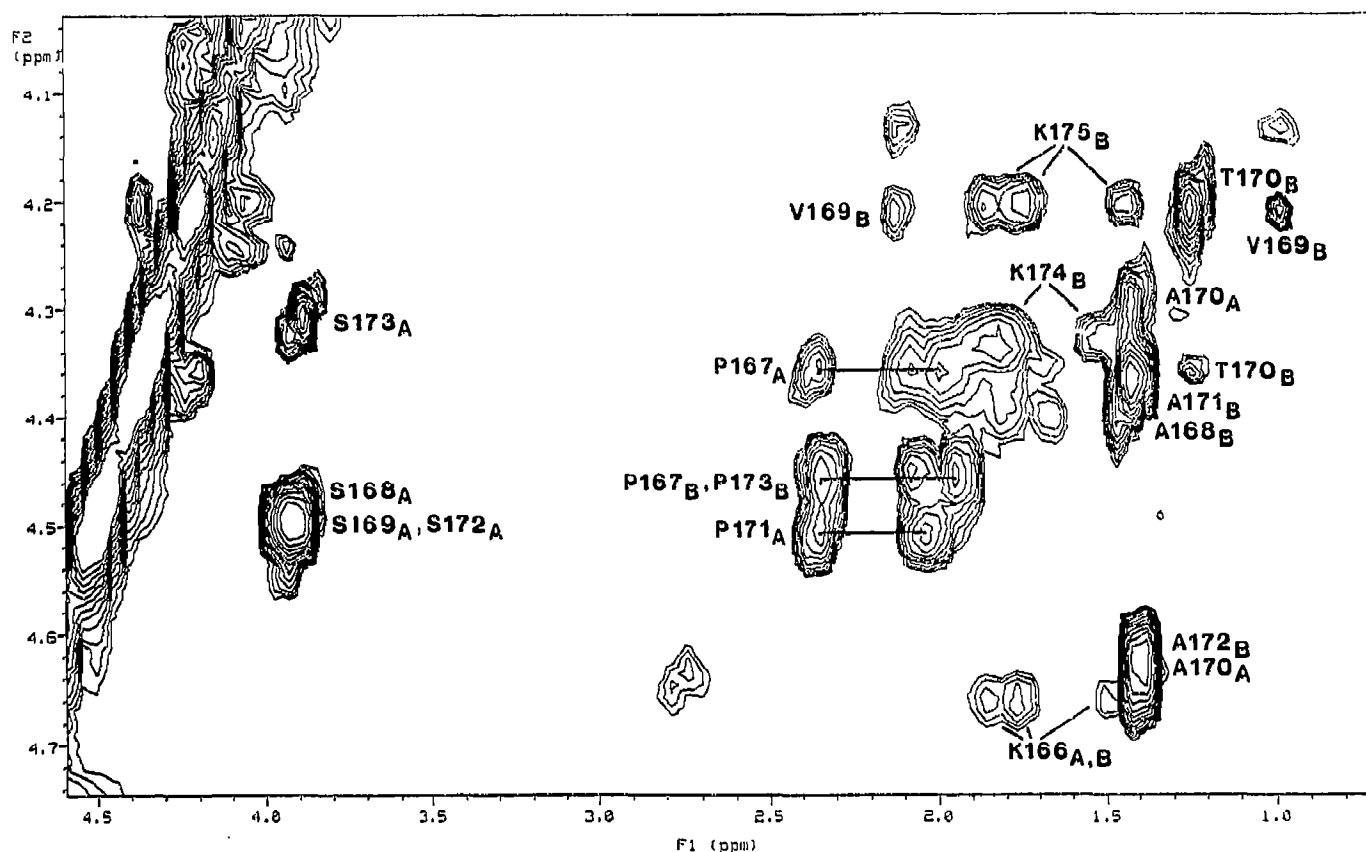 F2
(ppm)
4.1
4.2
4.3
4.4
4.5
4.6
4.7
K175B
T170B
V169B
V169B
K174B
A170A
S173A
P167A
T170B
A171B
A168B
S168A
P167B,P173B
S169A,S172A
P171A
A172B
A170A
K166A,B
4.5
4.0
3.5
3.0
2.5
2.0
1.5
1.0
F1 (ppm)